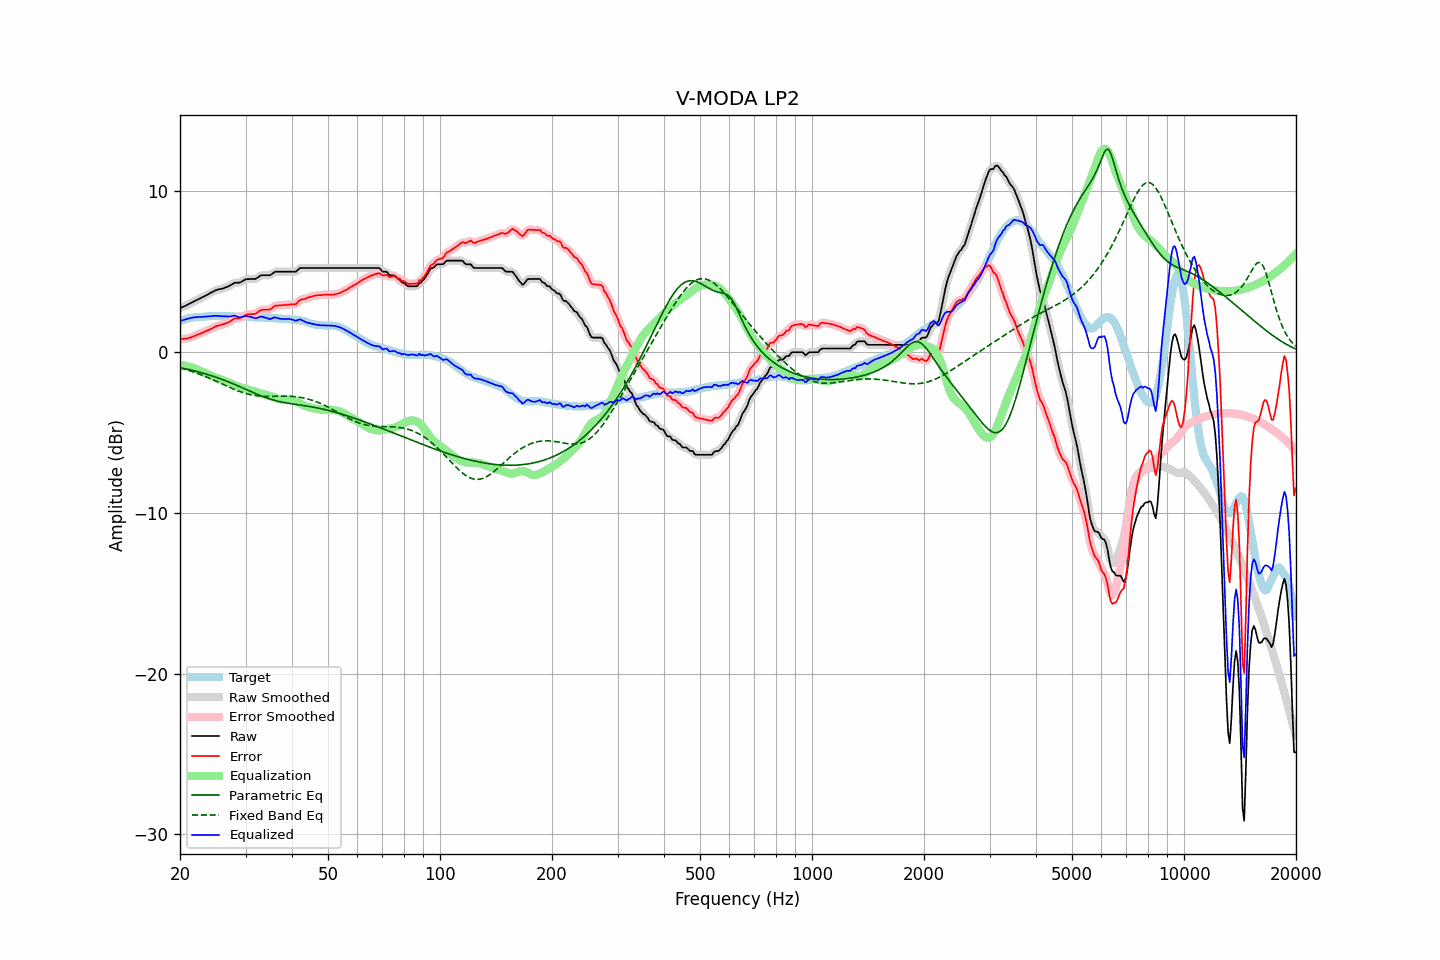 V-MODA LP2
Amplitude (dBr)
10
0
−10
−20
−30
Target
Raw Smoothed
Error Smoothed
Raw
Error
Equalization
Parametric Eq
Fixed Band Eq
Equalized
20 50 100 200 500 1000 2000 5000 10000 20000
Frequency (Hz)